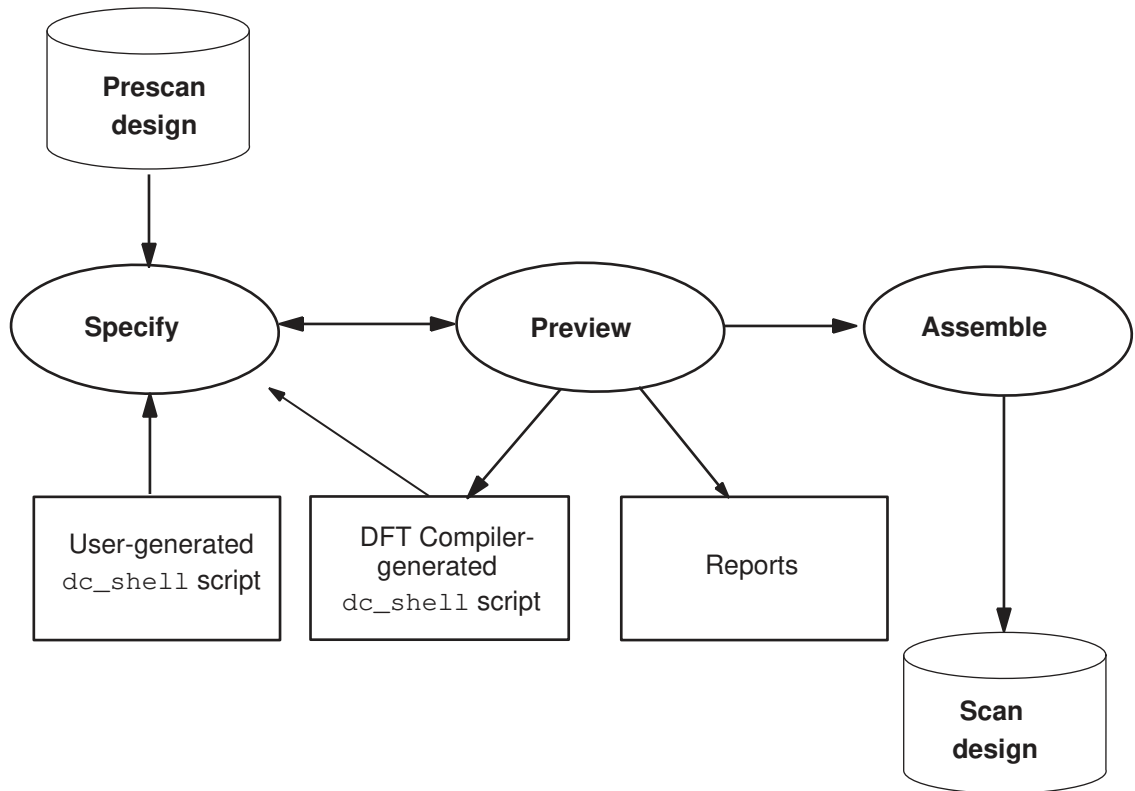 Prescan
design
Specify
Preview
Assemble
User-generated
dc_shell script
DFT Compiler-
generated
dc_shell script
Reports
Scan
design